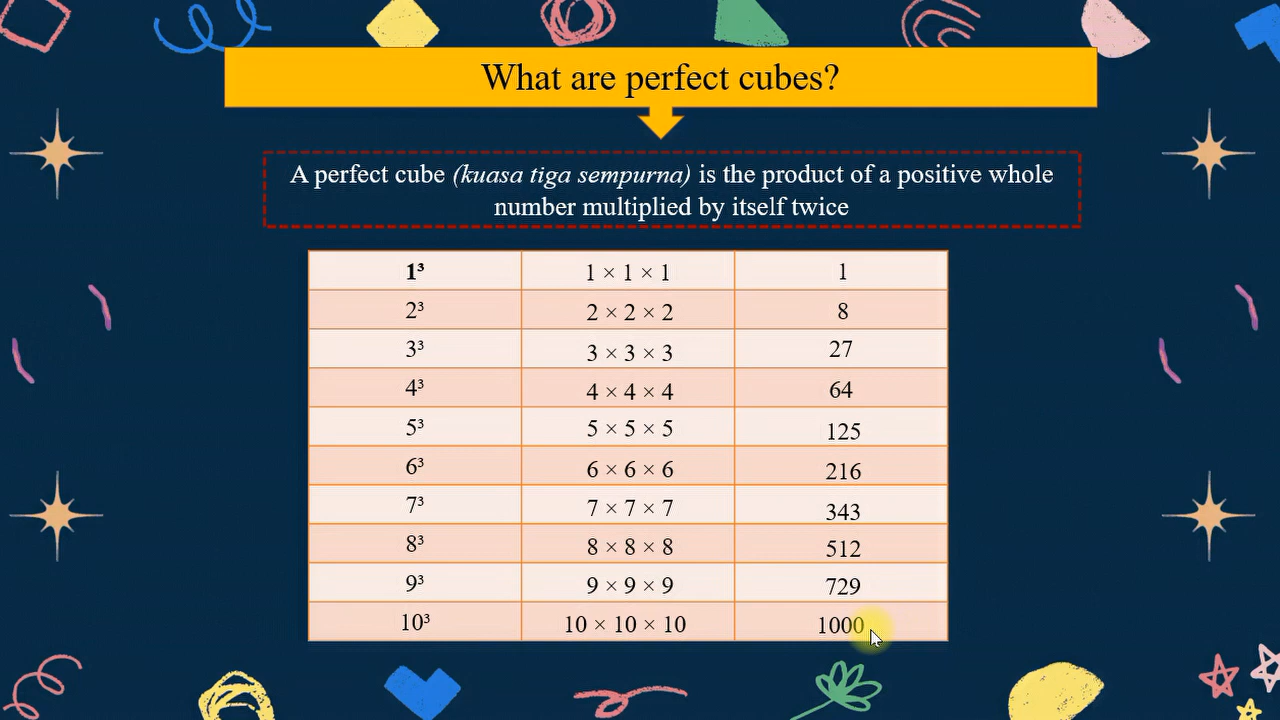 What are perfect cubes?
A perfect cube (kuasa tiga sempurna) is the product of a positive whole
number multiplied by itself twice
1³ 1 × 1 × 1 1
2³ 2 × 2 × 2 8
3³ 3 × 3 × 3 27
4³ 4 × 4 × 4 64
5³ 5 × 5 × 5 125
6³ 6 × 6 × 6 216
7³ 7 × 7 × 7 343
8³ 8 × 8 × 8 512
9³ 9 × 9 × 9 729
10³ 10 × 10 × 10 1000